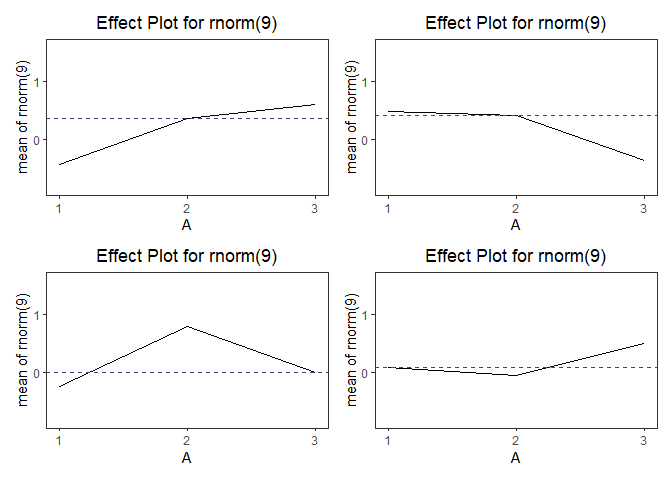 Effect Plot for rnorm(9)
mean of rnorm(9)
1
0
1 2 3
A
Effect Plot for rnorm(9)
mean of rnorm(9)
1
0
1 2 3
A
Effect Plot for rnorm(9)
mean of rnorm(9)
1
0
1 2 3
A
Effect Plot for rnorm(9)
mean of rnorm(9)
1
0
1 2 3
A